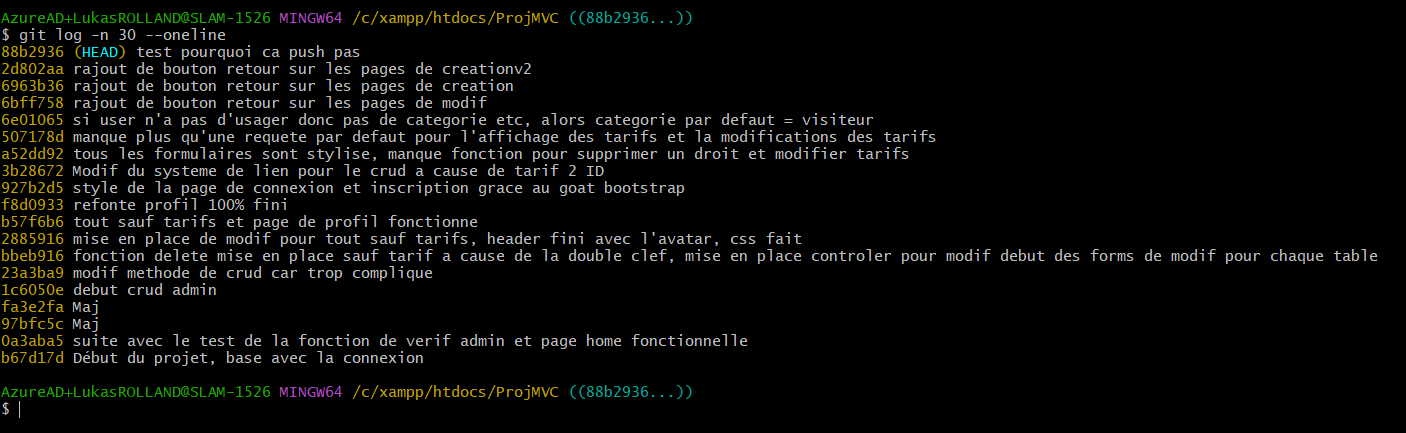 AzureAD+LukasROLLAND@SLAM-1526 MINGW64 /c/xampp/htdocs/ProjMVC ((88b2936...))
$ git log -n 30 --oneline
88b2936 (HEAD) test pourquoi ca push pas
2d802aa rajout de bouton retour sur les pages de creationv2
6963b36 rajout de bouton retour sur les pages de creation
6bff758 rajout de bouton retour sur les pages de modif
6e01065 si user n'a pas d'usager donc pas de categorie etc, alors categorie par defaut = visiteur
507178d manque plus qu'une requete par defaut pour l'affichage des tarifs et la modifications des tarifs
a52dd92 tous les formulaires sont stylise, manque fonction pour supprimer un droit et modifier tarifs
3b28672 Modif du systeme de lien pour le crud a cause de tarif 2 ID
927b2d5 style de la page de connexion et inscription grace au goat bootstrap
f8d0933 refonte profil 100% fini
b57f6b6 tout sauf tarifs et page de profil fonctionne
2885916 mise en place de modif pour tout sauf tarifs, header fini avec l'avatar, css fait
bbeb916 fonction delete mise en place sauf tarif a cause de la double clef, mise en place controler pour modif debut des forms de modif pour chaque table
23a3ba9 modif methode de crud car trop complique
1c6050e debut crud admin
fa3e2fa Maj
97bfc5c Maj
0a3aba5 suite avec le test de la fonction de verif admin et page home fonctionnelle
b67d17d Début du projet, base avec la connexion
AzureAD+LukasROLLAND@SLAM-1526 MINGW64 /c/xampp/htdocs/ProjMVC ((88b2936...))
$